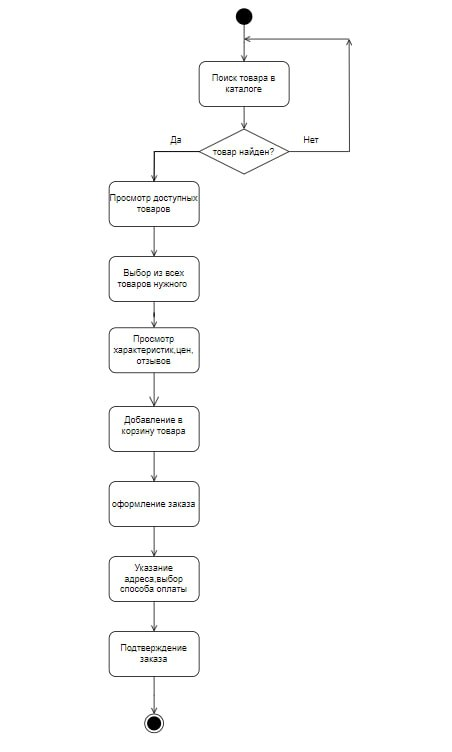 Поиск товара в
каталоге
Да
товар найден?
Нет
Просмотр доступных
товаров
Выбор из всех
товаров нужного
Просмотр
характеристик,цен,
отзывов
Добавление в
корзину товара
оформление заказа
Указание
адреса,выбор
способа оплаты
Подтверждение
заказа